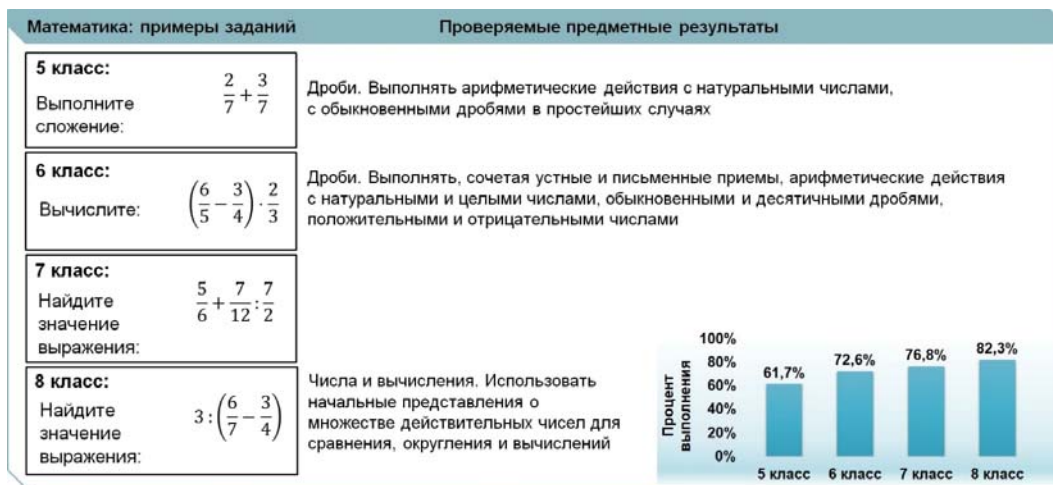 Математика: примеры заданий
Проверяемые предметные результаты
5 класс:
Выполните
сложение:
2/7 + 3/7
Дроби. Выполнять арифметические действия с натуральными числами,
с обыкновенными дробями в простейших случаях
6 класс:
Вычислите:
(6/5 − 3/4) · 2/3
Дроби. Выполнять, сочетая устные и письменные приемы, арифметические действия
с натуральными и целыми числами, обыкновенными и десятичными дробями,
положительными и отрицательными числами
7 класс:
Найдите
значение
выражения:
5/6 + 7/12 : 7/2
8 класс:
Найдите
значение
выражения:
3 : (6/7 − 3/4)
Числа и вычисления. Использовать
начальные представления о
множестве действительных чисел для
сравнения, округления и вычислений
Процент
выполнения
100%
80%
60%
40%
20%
0%
61,7%
72,6%
76,8%
82,3%
5 класс 6 класс 7 класс 8 класс